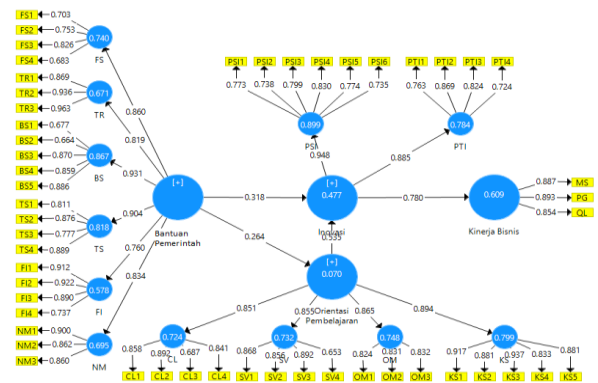 FS1 0.703
FS2 0.753
FS3 0.826
FS4 0.683
0.740
FS
0.860
TR1 0.869
TR2 0.936
TR3 0.963
0.671
TR
0.819
BS1 0.677
BS2 0.664
BS3 0.870
BS4 0.859
BS5 0.886
0.867
BS
0.931
TS1 0.811
TS2 0.876
TS3 0.777
TS4 0.889
0.818
TS
0.904
FI1 0.912
FI2 0.922
FI3 0.890
FI4 0.737
0.578
FI
0.760
NM1 0.900
NM2 0.862
NM3 0.860
0.695
NM
0.834
[+]
Bantuan
Pemerintah
0.318
0.264
PSI1 PSI2 PSI3 PSI4 PSI5 PSI6
0.773 0.738 0.799 0.830 0.774 0.735
0.899
PSI
0.948
PTI1 PTI2 PTI3 PTI4
0.763 0.869 0.824 0.724
0.784
PTI
0.885
[+]
0.477
Inovasi
0.535
0.780
0.609
Kinerja Bisnis
0.887 MS
0.893 PG
0.854 QL
[+]
0.070
Orientasi
Pembelajaran
0.851
0.855
0.865
0.894
0.724
CL
0.858 0.892 0.687 0.841
CL1 CL2 CL3 CL4
0.732
SV
0.868 0.856 0.892 0.653
SV1 SV2 SV3 SV4
0.748
OM
0.824 0.831 0.832
OM1 OM2 OM3
0.799
KS
0.917 0.881 0.937 0.833 0.881
KS1 KS2 KS3 KS4 KS5